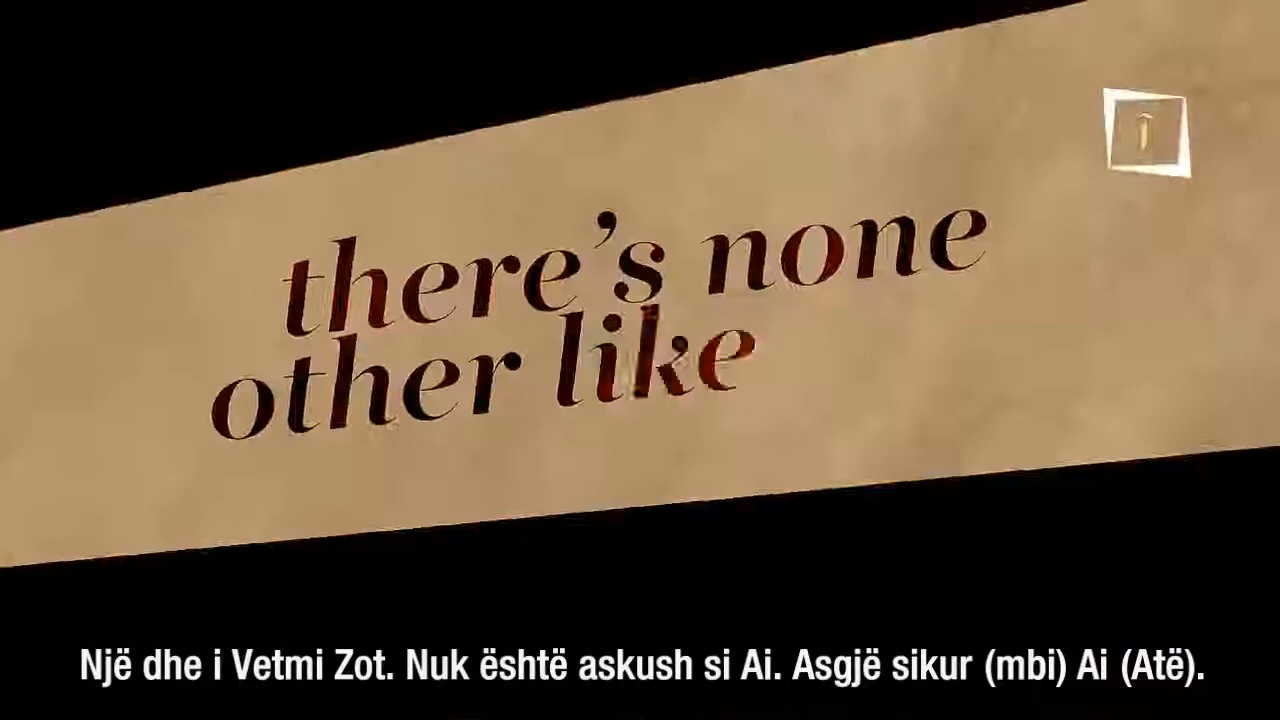 there's none
other like
Një dhe i Vetmi Zot. Nuk është askush si Ai. Asgjë sikur (mbi) Ai (Atë).